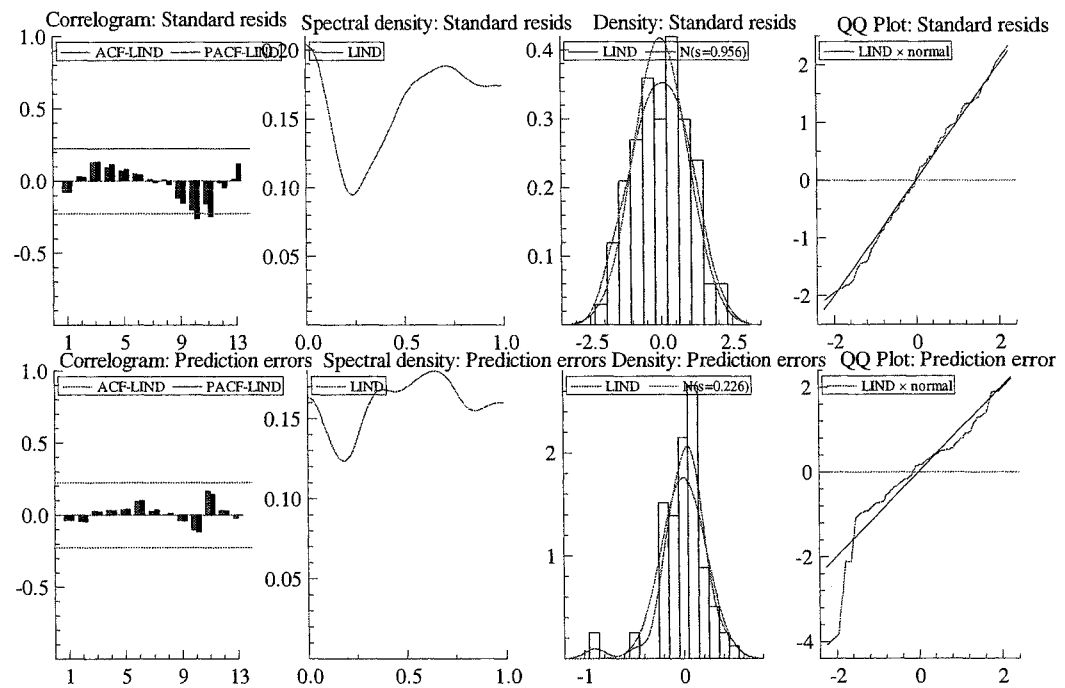 Correlogram: Standard resids
Spectral density: Standard resids
Density: Standard resids
QQ Plot: Standard resids
1.0
ACF-LIND PACF-LIND
0.5
0.0
-0.5
1 5 9 13
0.20
LIND
0.15
0.10
0.05
0.0 0.5 1.0
0.4
LIND N(s=0.956)
0.3
0.2
0.1
-2.5 0.0 2.5
2
LIND × normal
1
0
-1
-2
-2 0 2
Correlogram: Prediction errors
Spectral density: Prediction errors
Density: Prediction errors
QQ Plot: Prediction error
1.0
ACF-LIND PACF-LIND
0.5
0.0
-0.5
1 5 9 13
LIND
0.15
0.10
0.05
0.0 0.5 1.0
LIND N(s=0.226)
2
1
-1 0
2
LIND × normal
0
-2
-4
-2 0 2